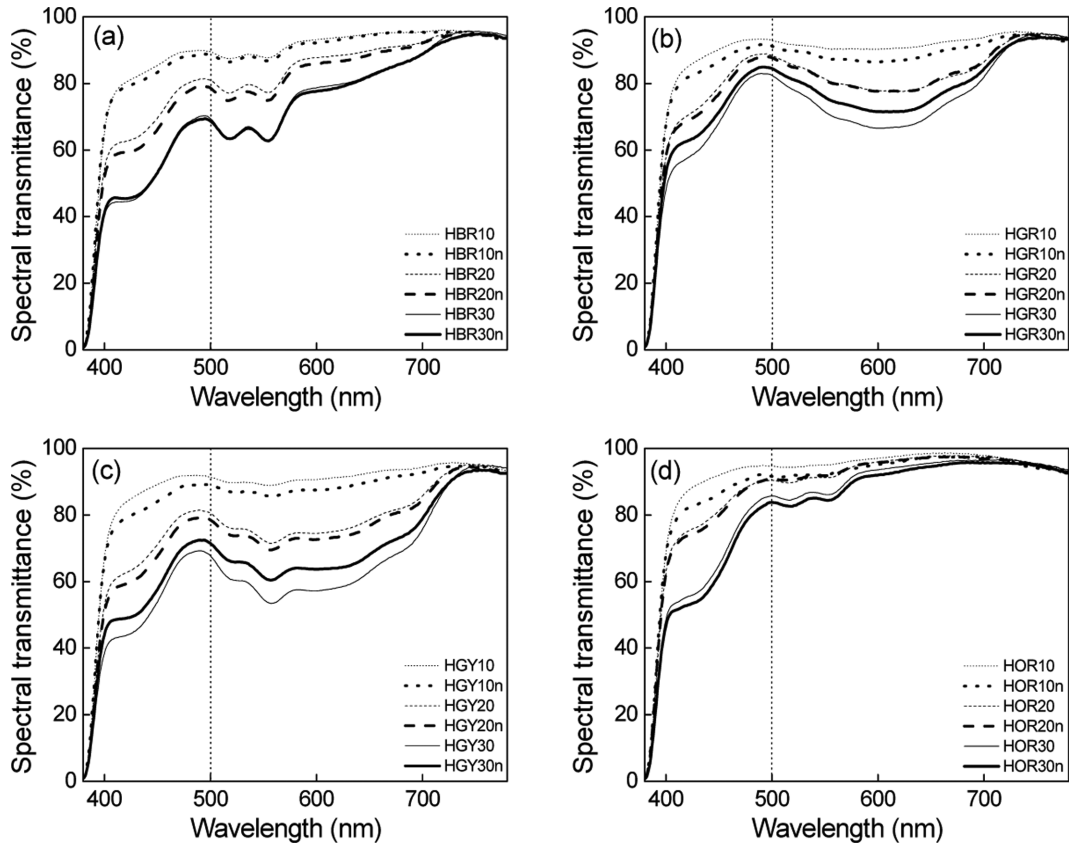 (a)
Spectral transmittance (%)
100
80
60
40
20
0
HBR10
HBR10n
HBR20
HBR20n
HBR30
HBR30n
400 500 600 700
Wavelength (nm)
(b)
Spectral transmittance (%)
100
80
60
40
20
0
HGR10
HGR10n
HGR20
HGR20n
HGR30
HGR30n
400 500 600 700
Wavelength (nm)
(c)
Spectral transmittance (%)
100
80
60
40
20
0
HGY10
HGY10n
HGY20
HGY20n
HGY30
HGY30n
400 500 600 700
Wavelength (nm)
(d)
Spectral transmittance (%)
100
80
60
40
20
0
HOR10
HOR10n
HOR20
HOR20n
HOR30
HOR30n
400 500 600 700
Wavelength (nm)